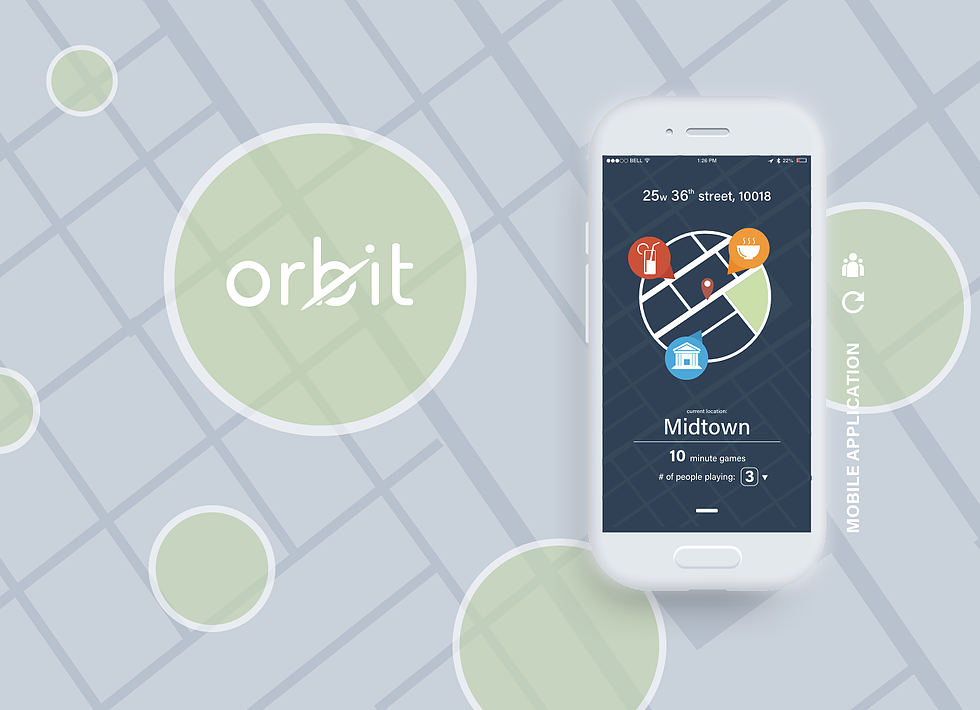 orbit
BELL
1:26 PM
22%
25w 36th street, 10018
current location:
Midtown
10 minute games
# of people playing: 3 ▼
MOBILE APPLICATION